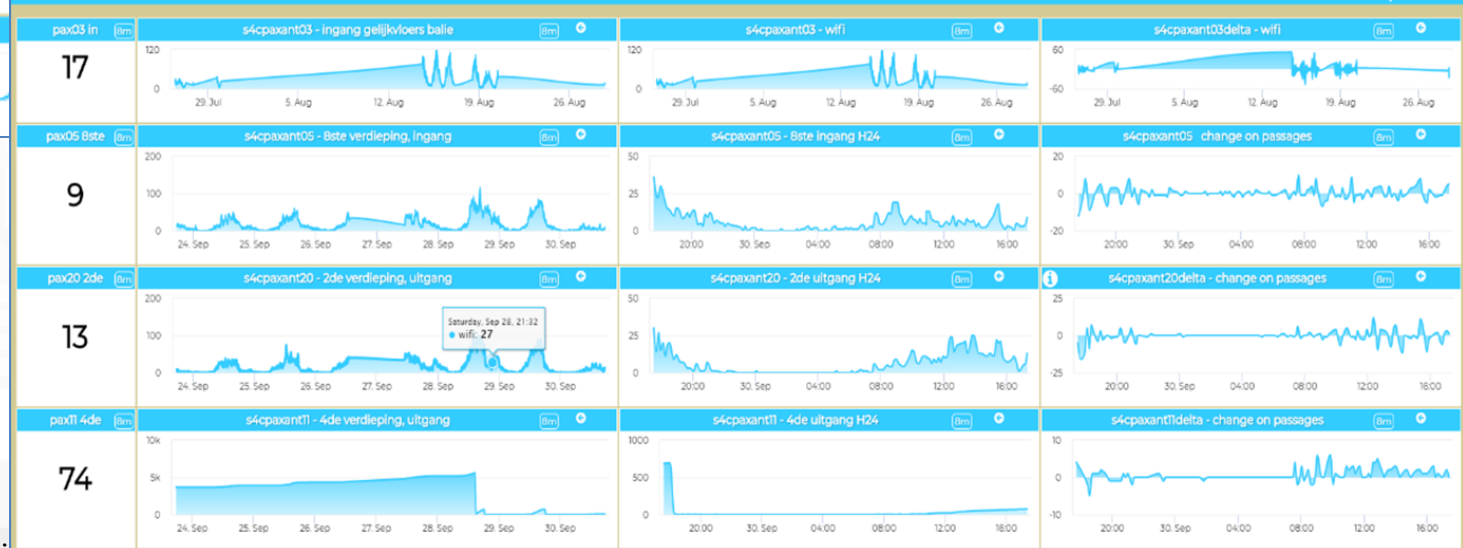 pax03 in 8m
s4cpaxant03 - ingang gelijkvloers balie 8m
s4cpaxant03 - wifi 8m
s4cpaxant03delta - wifi 8m
17
120
0
29. Jul 5. Aug 12. Aug 19. Aug 26. Aug
120
0
29. Jul 5. Aug 12. Aug 19. Aug 26. Aug
60
-60
29. Jul 5. Aug 12. Aug 19. Aug 26. Aug
pax05 8ste 8m
s4cpaxant05 - 8ste verdieping, ingang 8m
s4cpaxant05 - 8ste ingang H24 8m
s4cpaxant05 change on passages 8m
9
200
100
0
24. Sep 25. Sep 26. Sep 27. Sep 28. Sep 29. Sep 30. Sep
50
25
0
20:00 30. Sep 04:00 08:00 12:00 16:00
20
0
-20
20:00 30. Sep 04:00 08:00 12:00 16:00
pax20 2de 8m
s4cpaxant20 - 2de verdieping, uitgang 8m
s4cpaxant20 - 2de uitgang H24 8m
s4cpaxant20delta - change on passages 8m
13
200
100
0
Saturday, Sep 28, 21:32
wifi: 27
24. Sep 25. Sep 26. Sep 27. Sep 28. Sep 29. Sep 30. Sep
50
25
0
20:00 30. Sep 04:00 08:00 12:00 16:00
25
0
-25
20:00 30. Sep 04:00 08:00 12:00 16:00
pax11 4de 8m
s4cpaxant11 - 4de verdieping, uitgang 8m
s4cpaxant11 - 4de uitgang H24 8m
s4cpaxant11delta - change on passages 8m
74
10k
5k
0
24. Sep 25. Sep 26. Sep 27. Sep 28. Sep 29. Sep 30. Sep
1000
500
0
20:00 30. Sep 04:00 08:00 12:00 16:00
10
0
-10
20:00 30. Sep 04:00 08:00 12:00 16:00